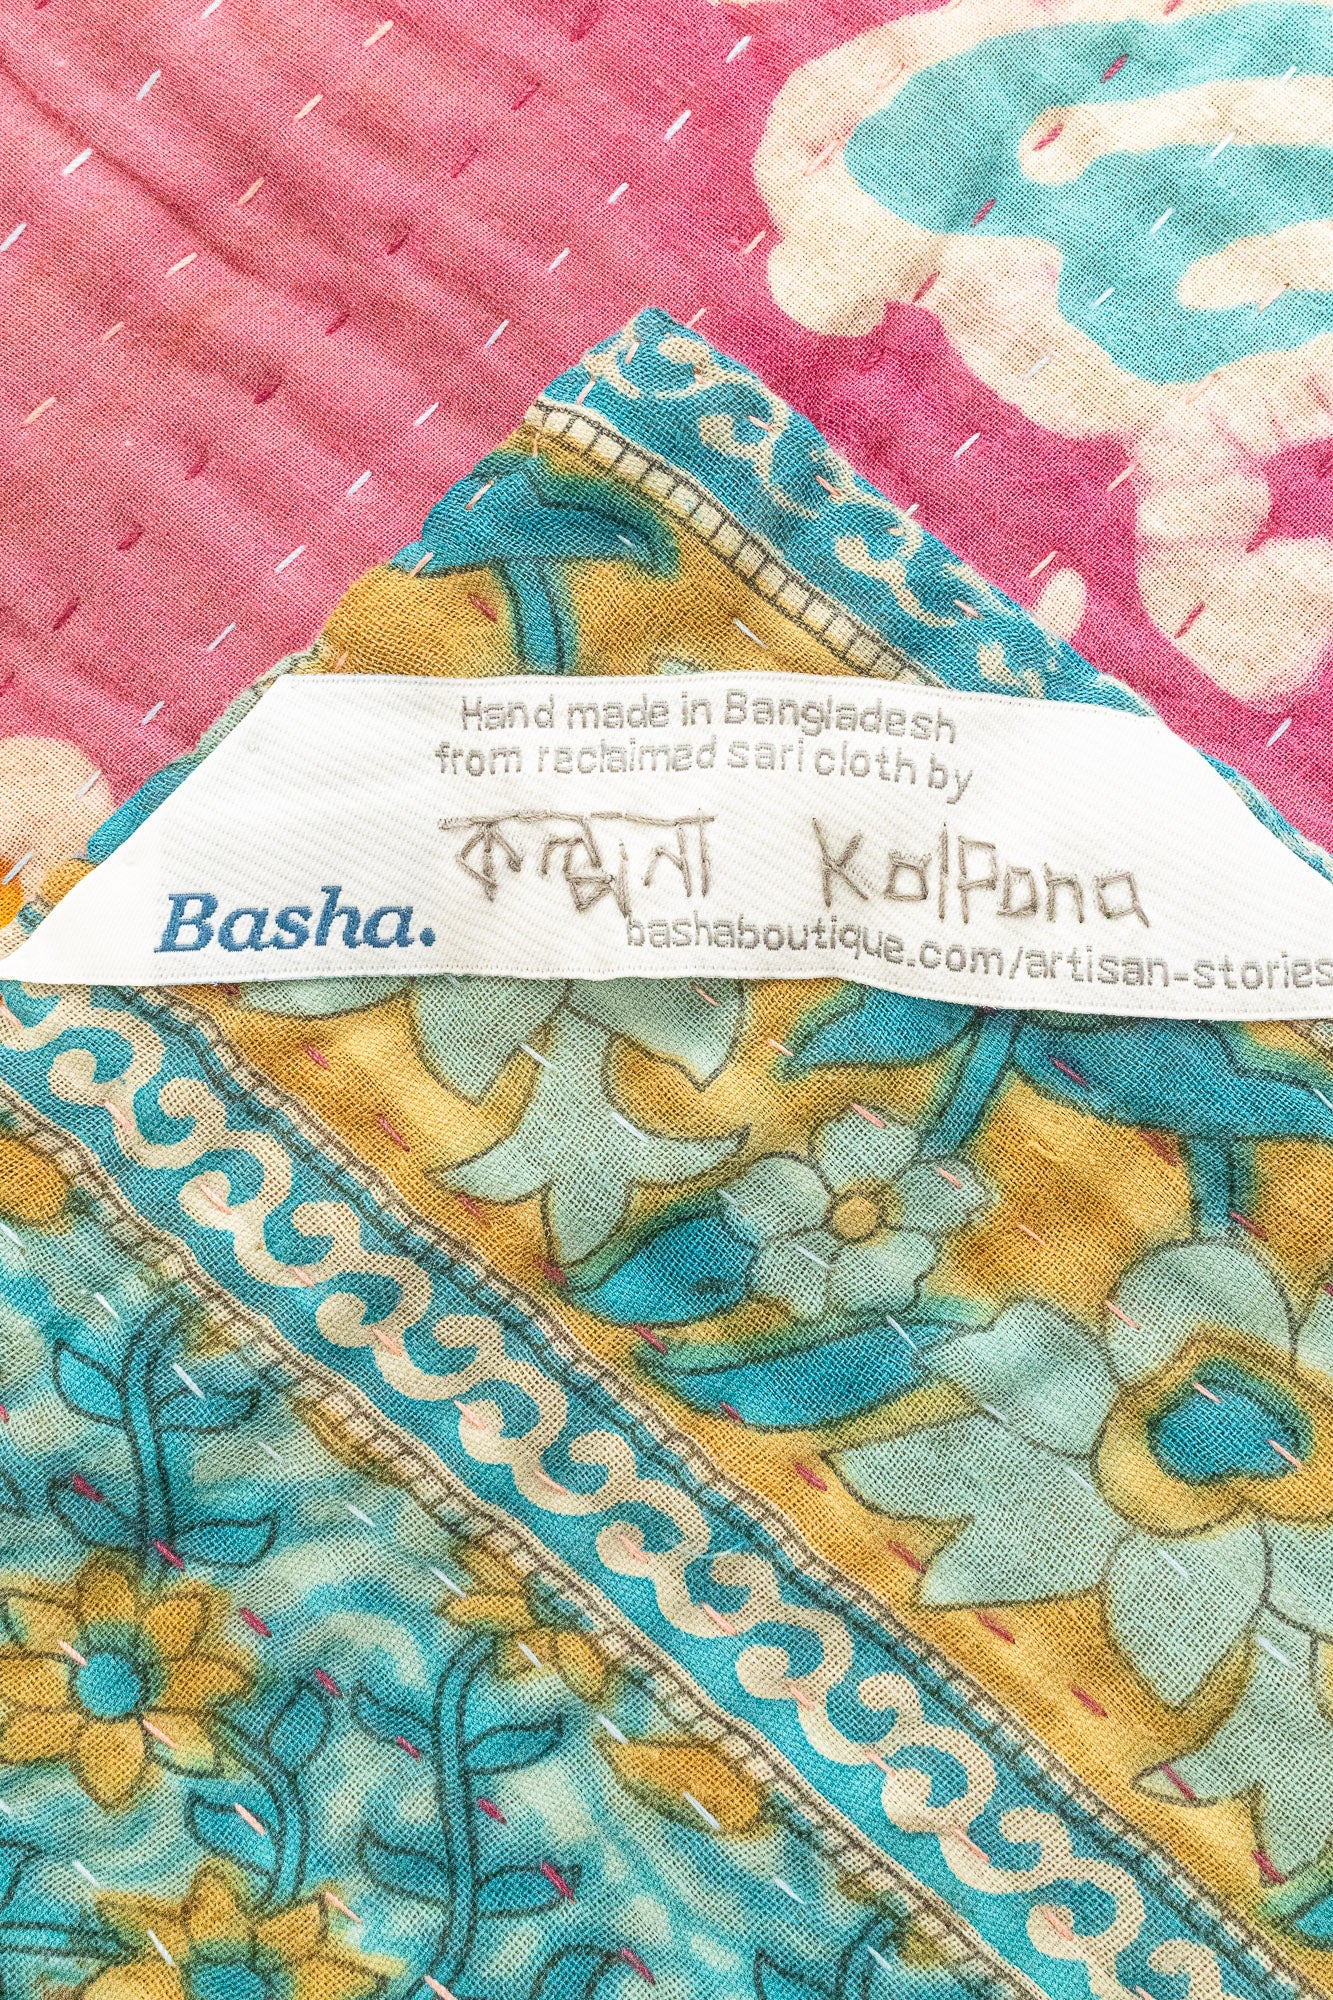 Hand made in Bangladesh
from reclaimed sari cloth by
কল্পনা Kolpona
Basha.
bashaboutique.com/artisan-stories